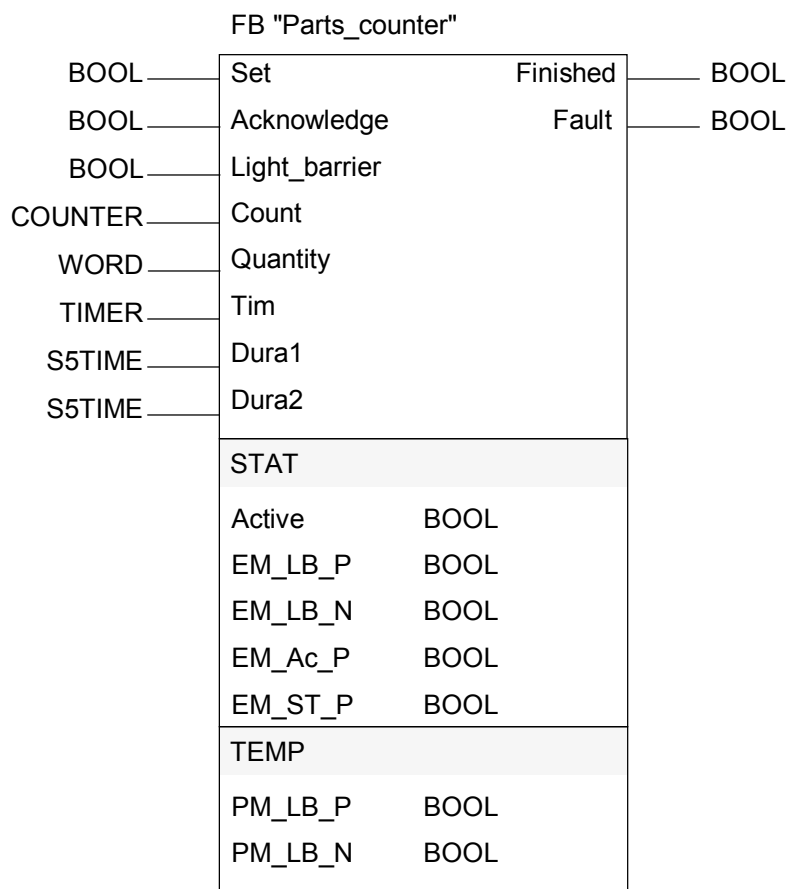 FB "Parts_counter"
BOOL Set Finished BOOL
BOOL Acknowledge Fault BOOL
BOOL Light_barrier
COUNTER Count
WORD Quantity
TIMER Tim
S5TIME Dura1
S5TIME Dura2
STAT
Active BOOL
EM_LB_P BOOL
EM_LB_N BOOL
EM_Ac_P BOOL
EM_ST_P BOOL
TEMP
PM_LB_P BOOL
PM_LB_N BOOL